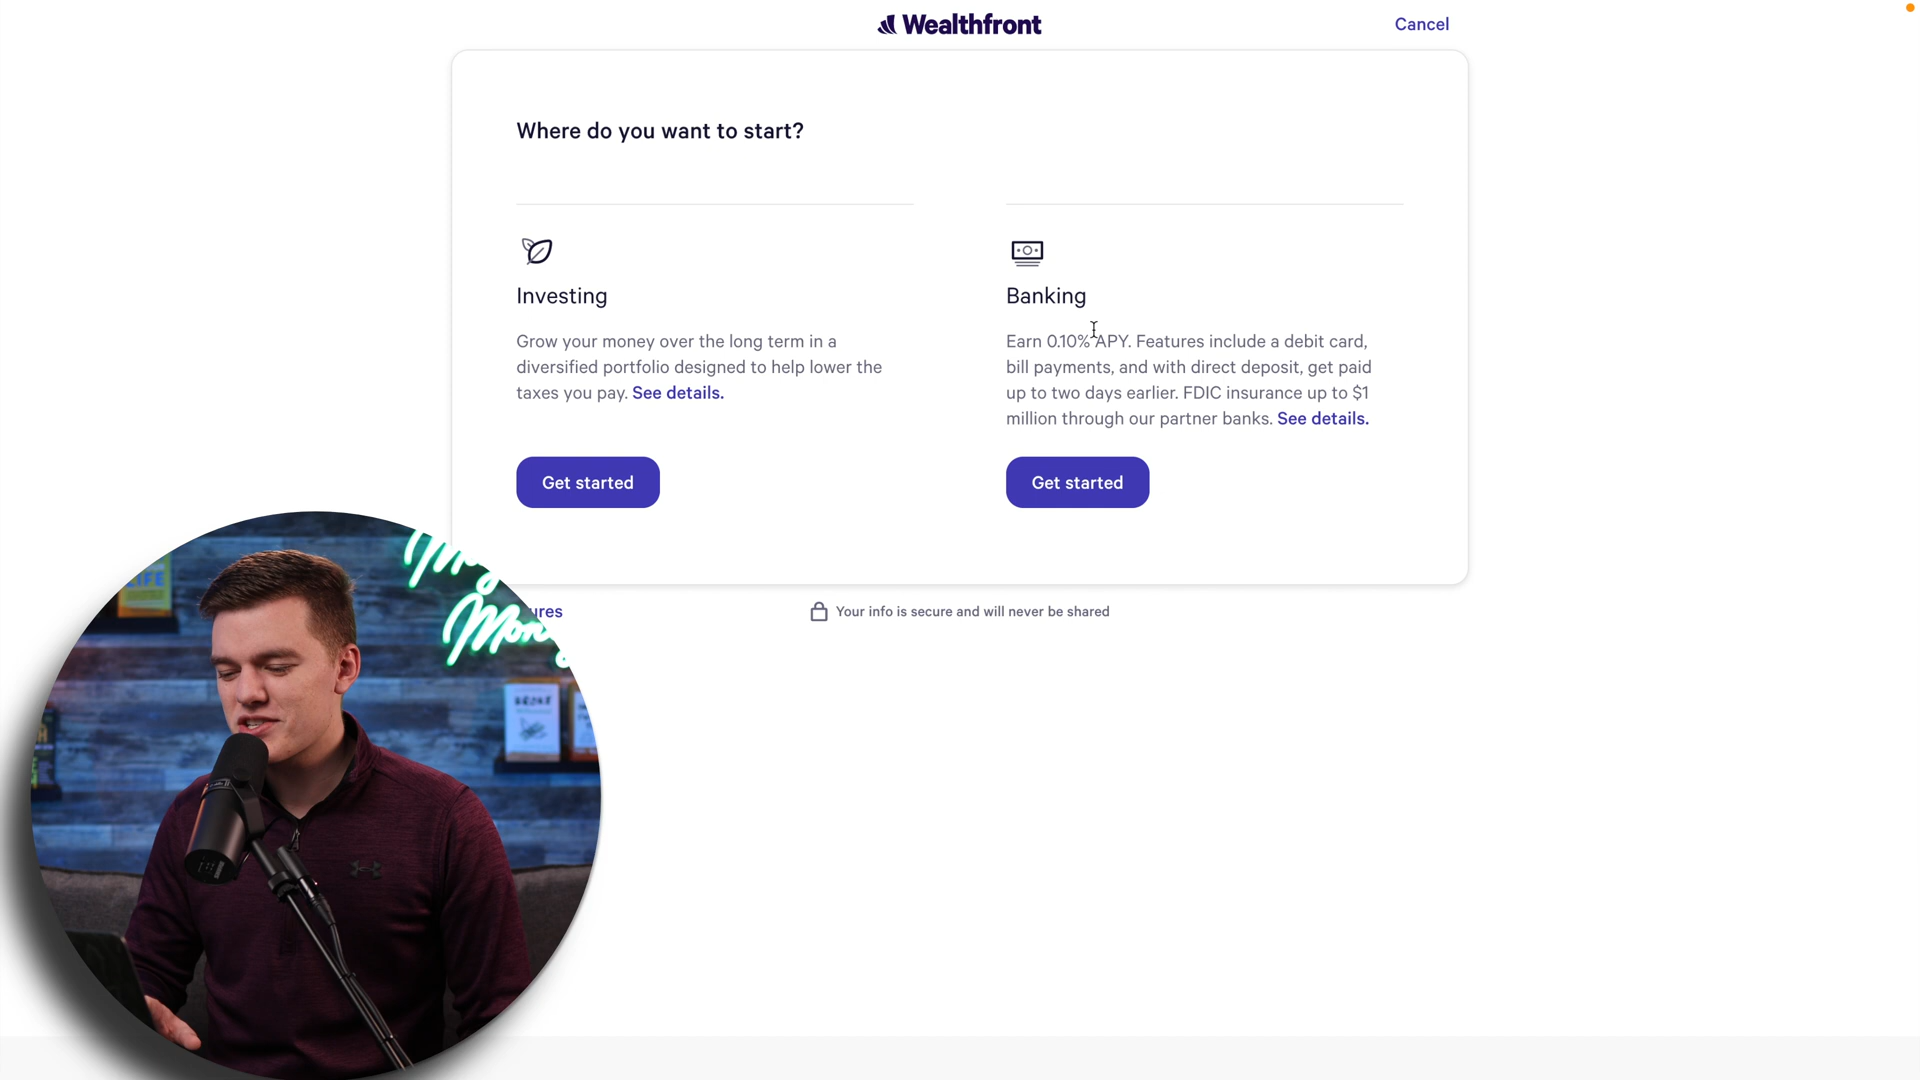 Wealthfront
Cancel
Where do you want to start?
Investing
Grow your money over the long term in a
diversified portfolio designed to help lower the
taxes you pay. See details.
Get started
Banking
Earn 0.10% APY. Features include a debit card,
bill payments, and with direct deposit, get paid
up to two days earlier. FDIC insurance up to $1
million through our partner banks. See details.
Get started
ures
Your info is secure and will never be shared
LIFE